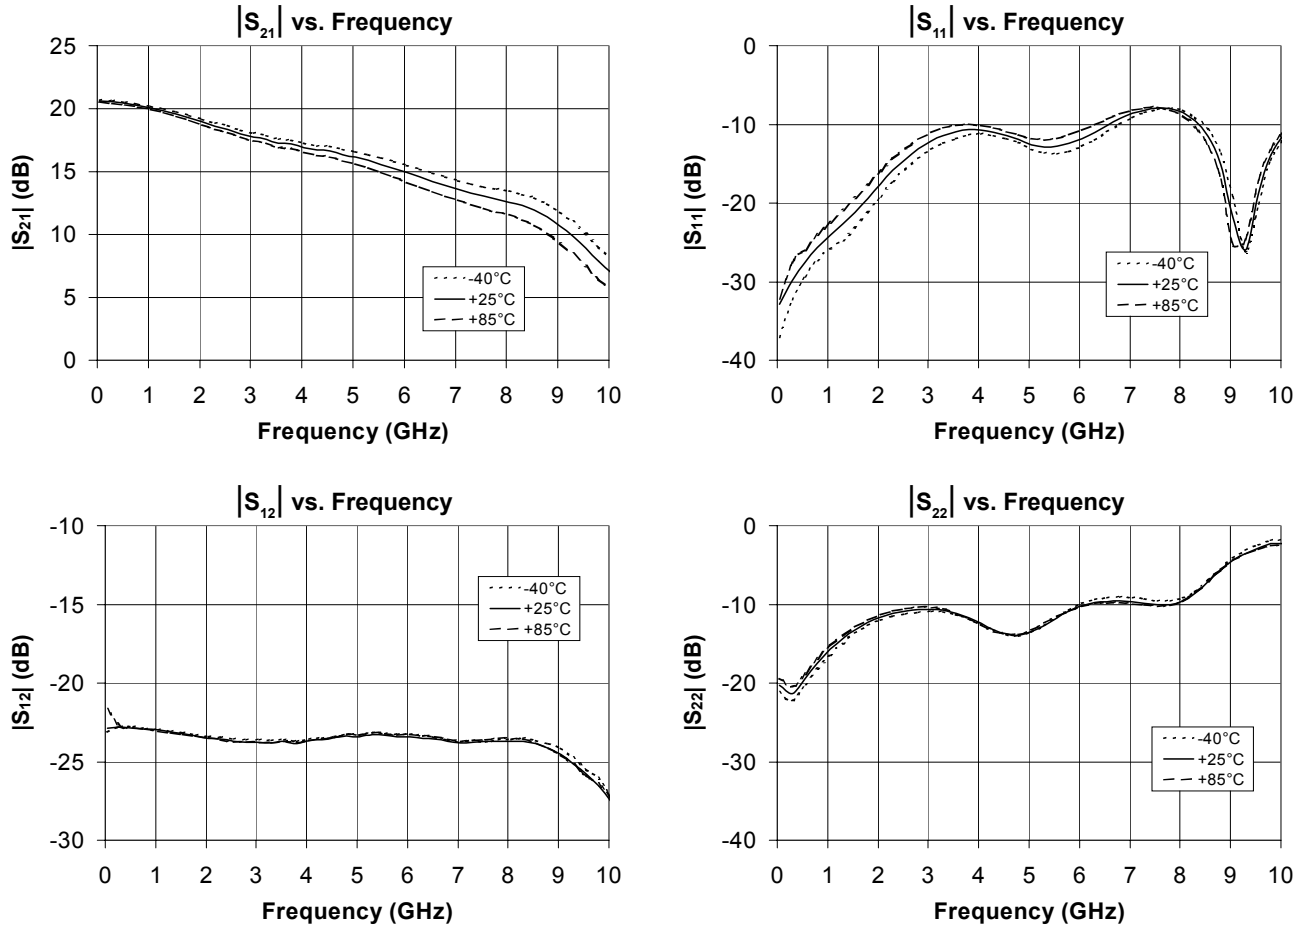 |S21| vs. Frequency
25
20
15
10
5
0
|S21| (dB)
-40°C
+25°C
+85°C
0 1 2 3 4 5 6 7 8 9 10
Frequency (GHz)
|S11| vs. Frequency
0
-10
-20
-30
-40
|S11| (dB)
-40°C
+25°C
+85°C
0 1 2 3 4 5 6 7 8 9 10
Frequency (GHz)
|S12| vs. Frequency
-10
-15
-20
-25
-30
|S12| (dB)
-40°C
+25°C
+85°C
0 1 2 3 4 5 6 7 8 9 10
Frequency (GHz)
|S22| vs. Frequency
0
-10
-20
-30
-40
|S22| (dB)
-40°C
+25°C
+85°C
0 1 2 3 4 5 6 7 8 9 10
Frequency (GHz)